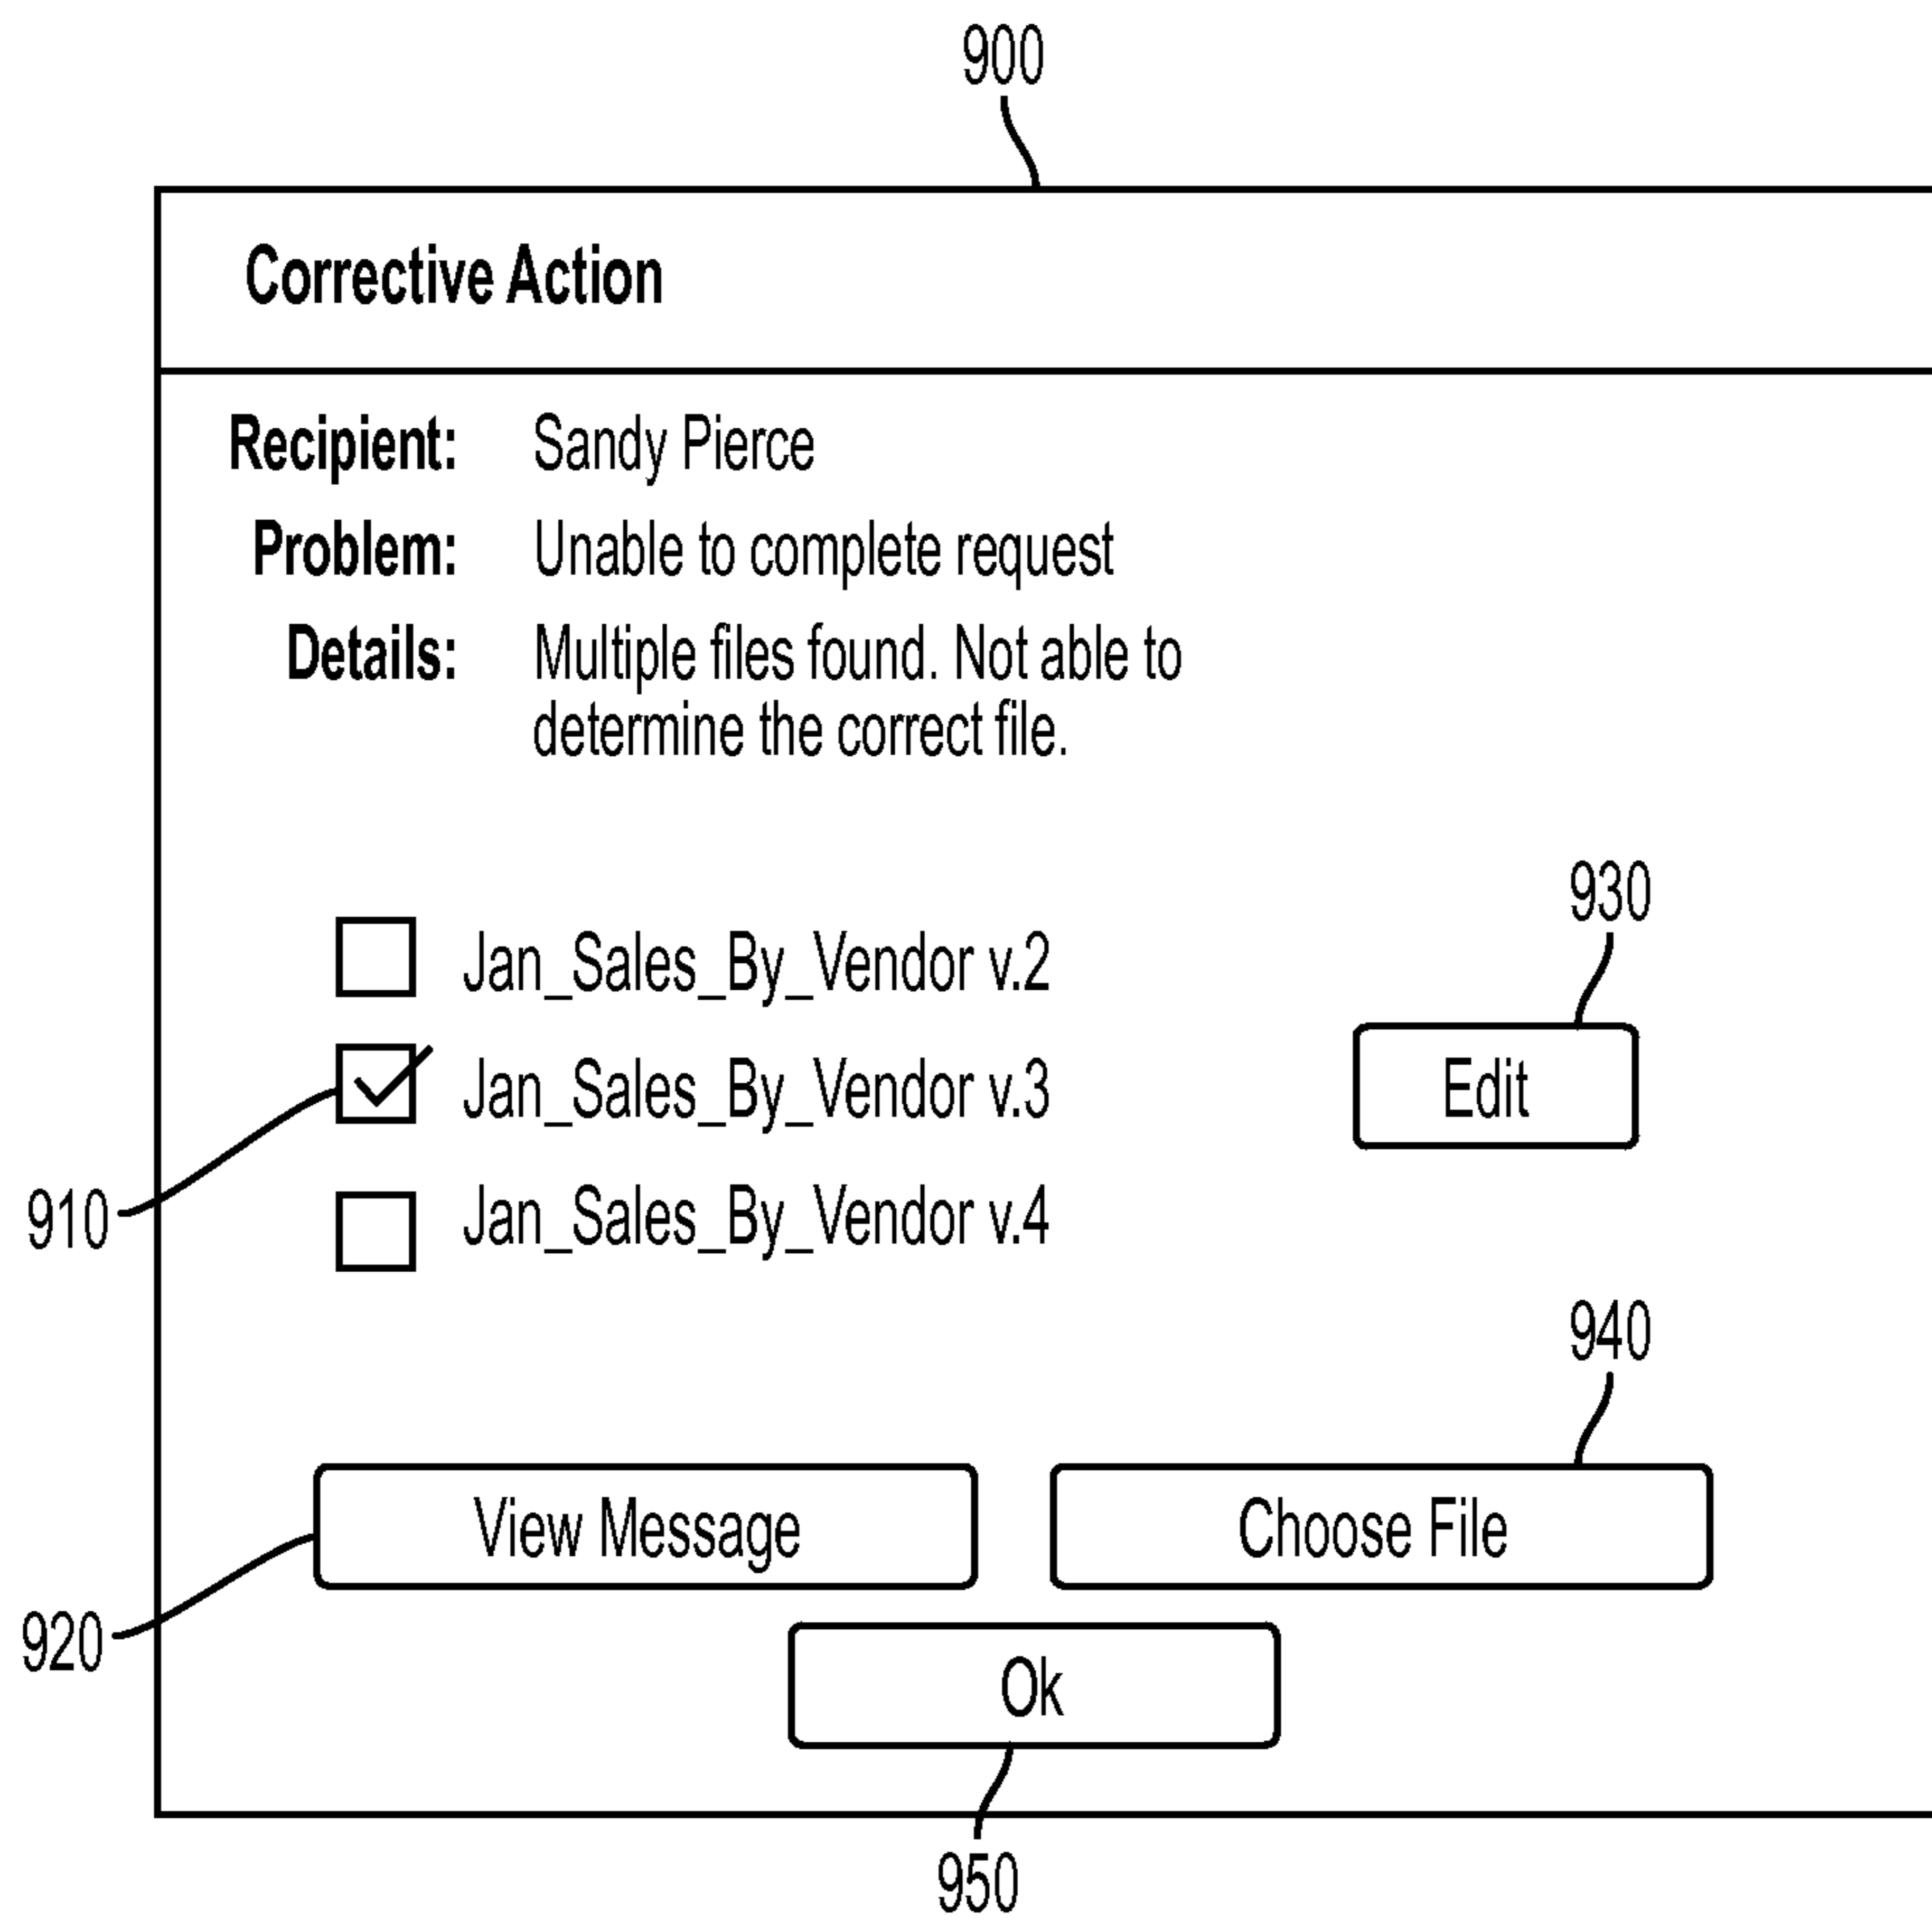 900
Corrective Action
Recipient: Sandy Pierce
Problem: Unable to complete request
Details: Multiple files found. Not able to
determine the correct file.
930
Jan_Sales_By_Vendor v.2
Jan_Sales_By_Vendor v.3
Edit
910
Jan_Sales_By_Vendor v.4
940
View Message
Choose File
920
Ok
950